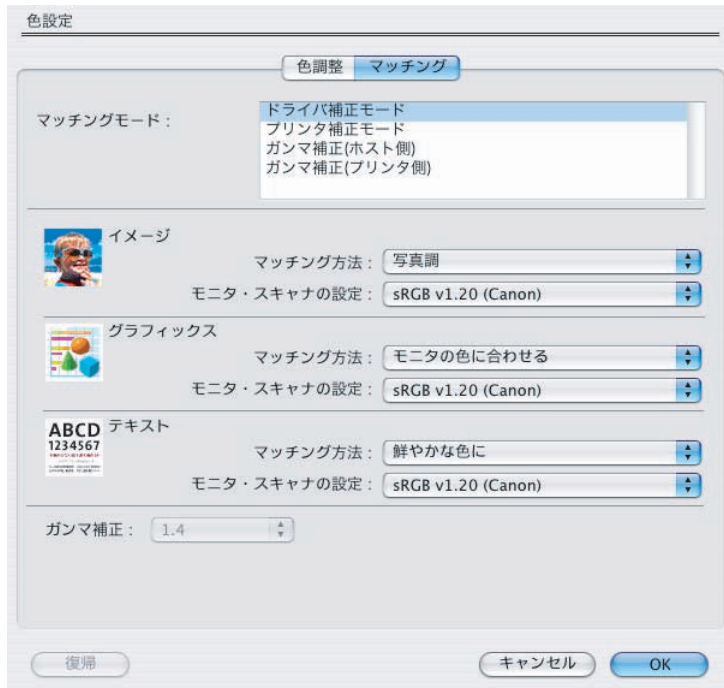 色設定
色調整 マッチング
マッチングモード：
ドライバ補正モード
プリンタ補正モード
ガンマ補正(ホスト側)
ガンマ補正(プリンタ側)
イメージ
マッチング方法： 写真調
モニタ・スキャナの設定： sRGB v1.20 (Canon)
グラフィックス
マッチング方法： モニタの色に合わせる
モニタ・スキャナの設定： sRGB v1.20 (Canon)
ABCD
1234567
テキスト
マッチング方法： 鮮やかな色に
モニタ・スキャナの設定： sRGB v1.20 (Canon)
ガンマ補正： 1.4
復帰 キャンセル OK